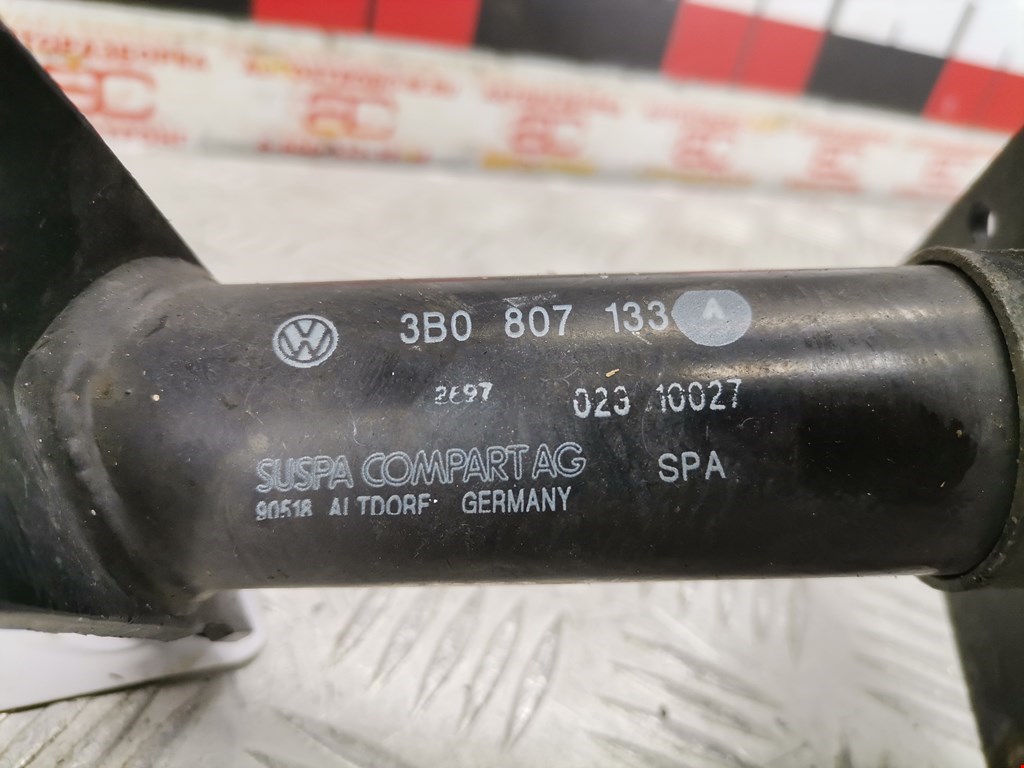 3B0 807 133 A
2697 023 10027
SUSPA COMPART AG SPA
90518 ALTDORF GERMANY